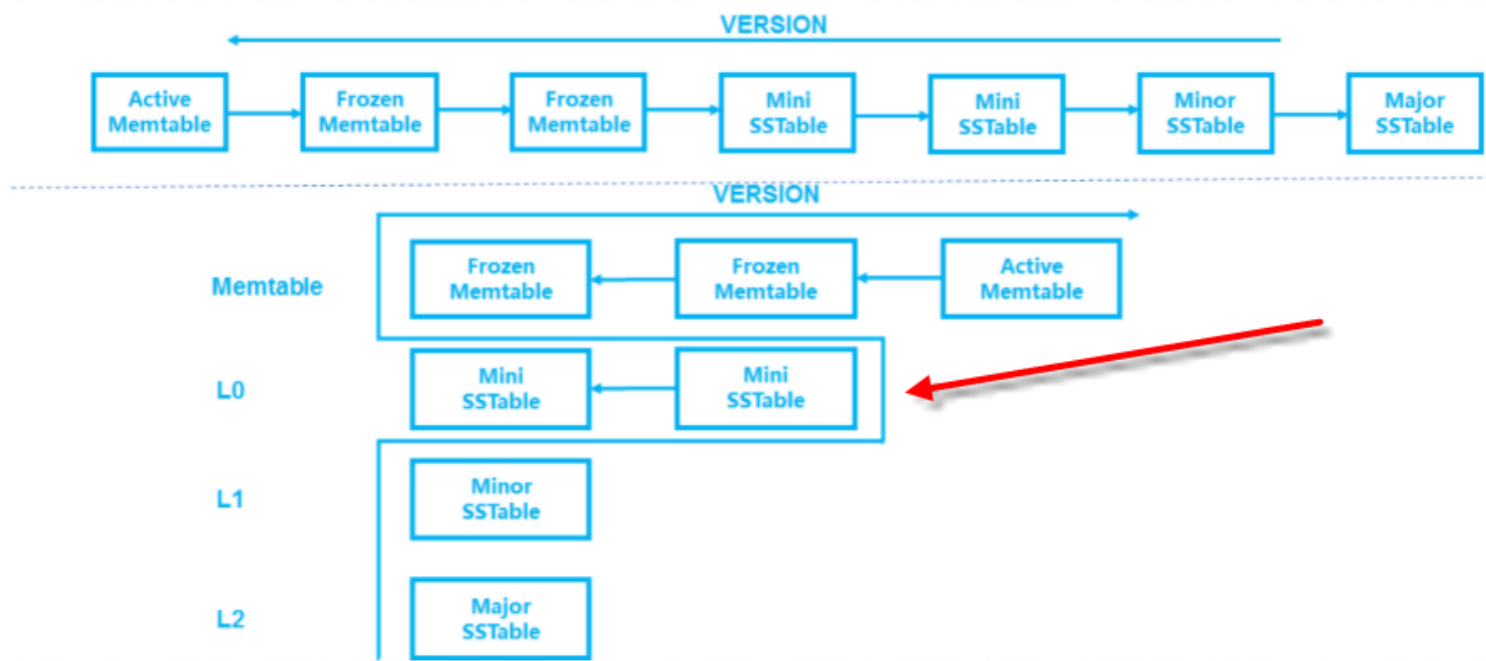 VERSION
Active
Memtable
Frozen
Memtable
Frozen
Memtable
Mini
SSTable
Mini
SSTable
Minor
SSTable
Major
SSTable
VERSION
Memtable
Frozen
Memtable
Frozen
Memtable
Active
Memtable
L0
Mini
SSTable
Mini
SSTable
L1
Minor
SSTable
L2
Major
SSTable